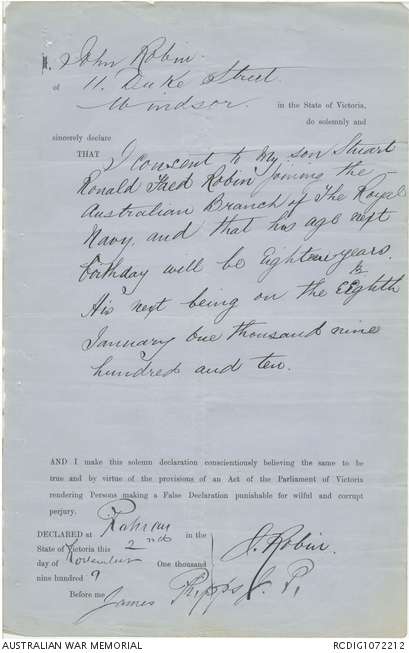 I, John Robin.
of 11. Duke Street.
Windsor. in the State of Victoria,
do solemnly and
sincerely declare
THAT I consent to my son Stuart
Ronald Fred Robin joining the
Australian Branch of The Royal
Navy, and that his age next
birthday will be Eighteen years.
His next being on the Eighth
January One thousand nine
hundred and ten.
AND I make this solemn declaration conscientiously believing the same to be
true and by virtue of the provisions of an Act of the Parliament of Victoria
rendering Persons making a False Declaration punishable for wilful and corrupt
perjury.
DECLARED at Prahran in the
State of Victoria this 2nd
day of November One thousand
nine hundred 9
J. Robin.
Before me James Phipps J. P.
AUSTRALIAN WAR MEMORIAL
RCDIG1072212